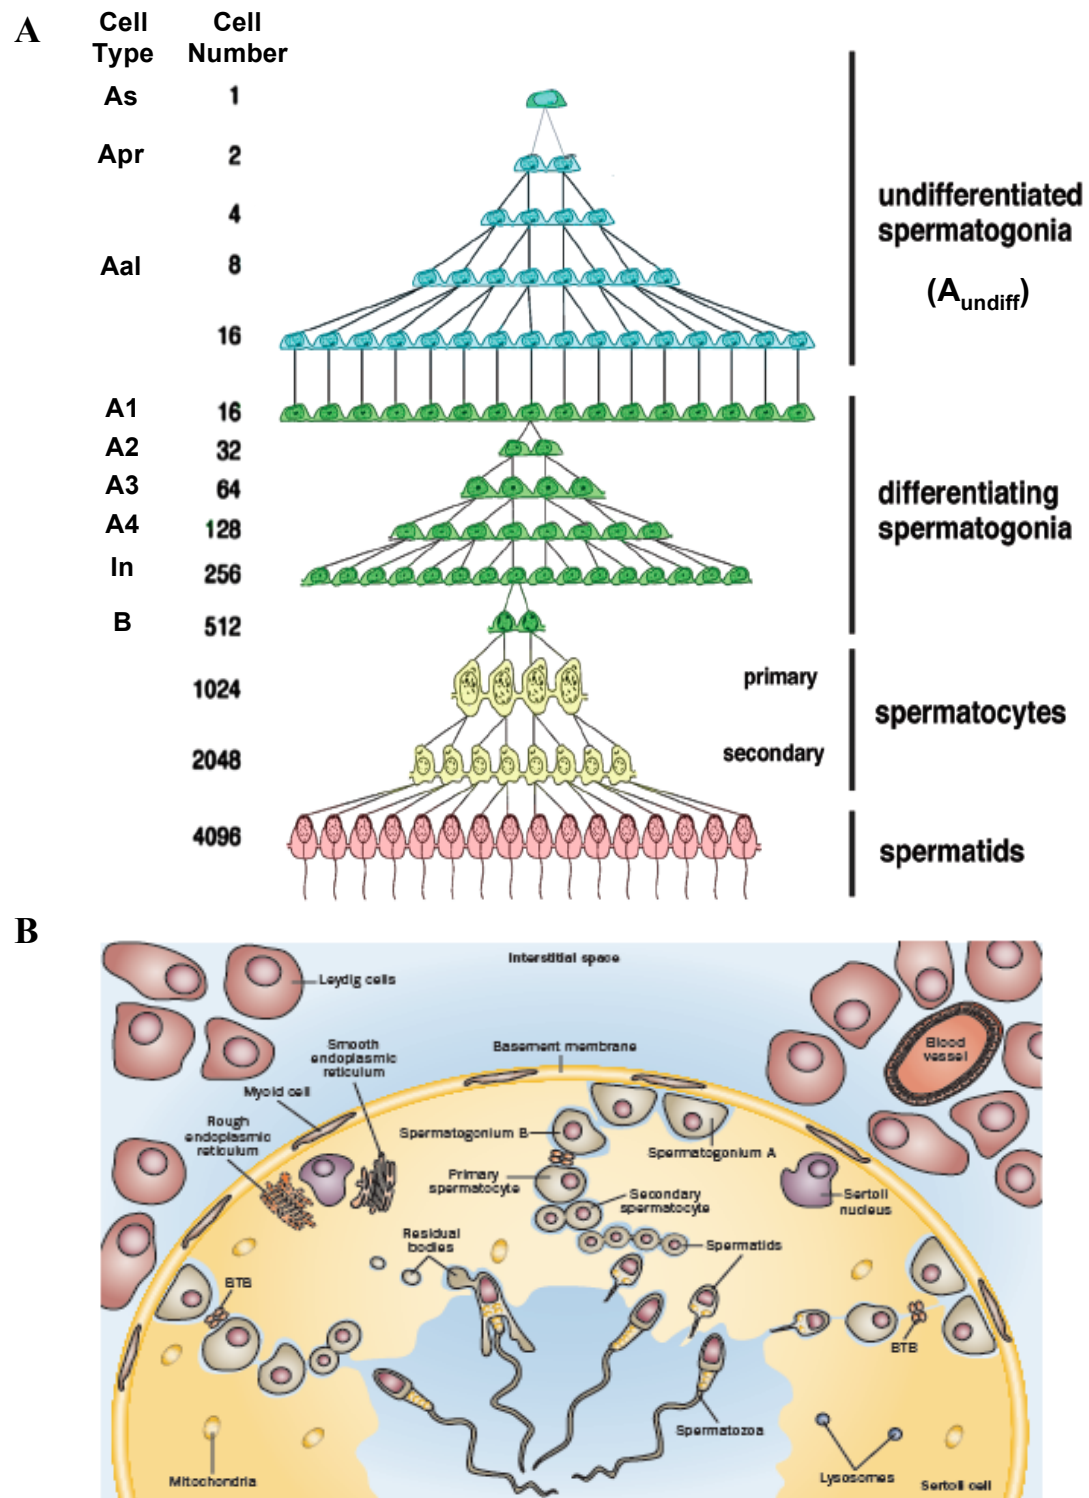 A
Cell Type
Cell Number
As 1
Apr 2
4
Aal 8
16
undifferentiated
spermatogonia
(Aundiff)
A1 16
A2 32
A3 64
A4 128
In 256
B 512
differentiating
spermatogonia
1024 primary
2048 secondary
spermatocytes
4096
spermatids
B
Interstitial space
Leydig cells
Smooth
endoplasmic
reticulum
Basement membrane
Blood
vessel
Myoid cell
Rough
endoplasmic
reticulum
Spermatogonium B
Spermatogonium A
Primary
spermatocyte
Secondary
spermatocyte
Sertoli
nucleus
Residual
bodies
Spermatids
BTB
BTB
Spermatozoa
Mitochondria
Lysosomes
Sertoli cell